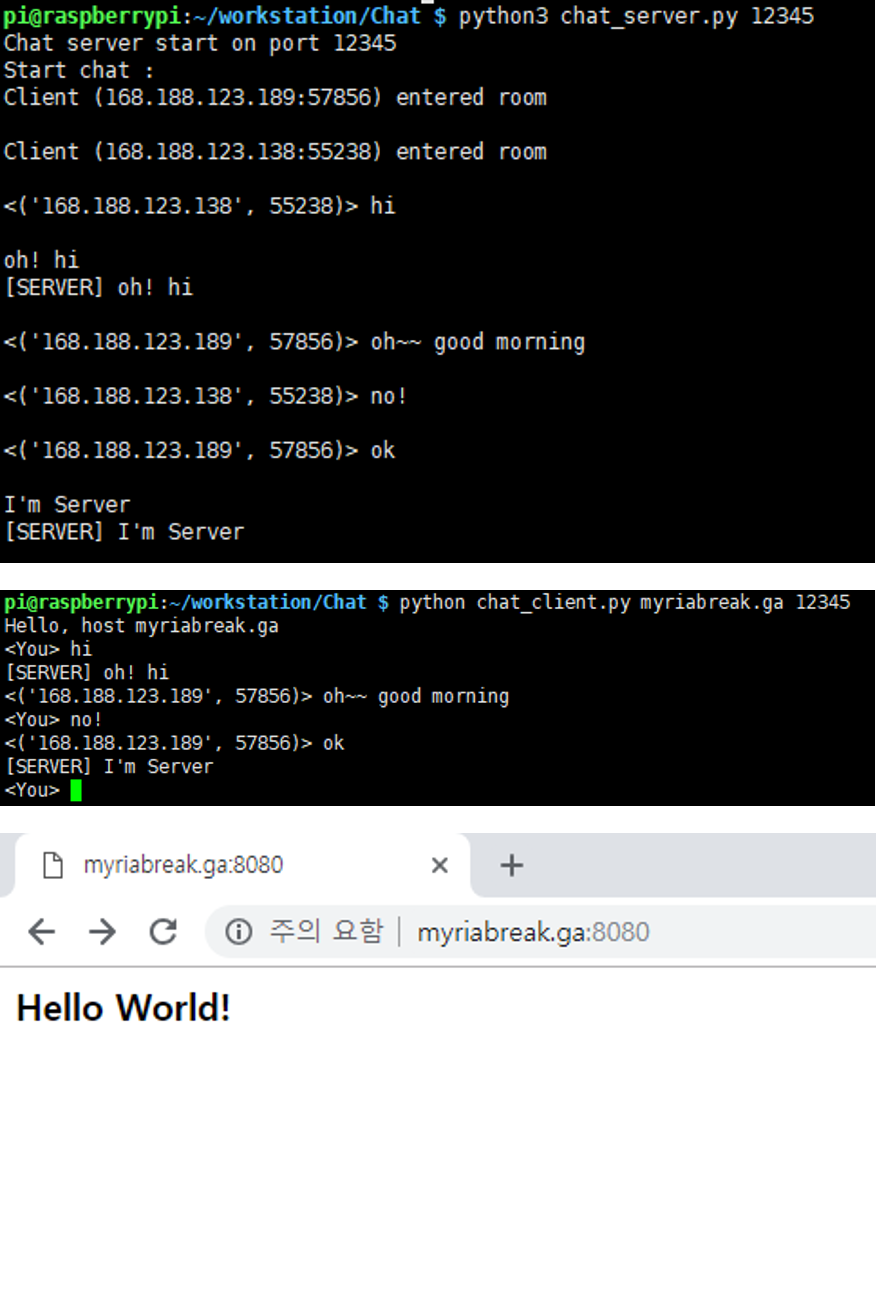 pi@raspberrypi:~/workstation/Chat $ python3 chat_server.py 12345
Chat server start on port 12345
Start chat :
Client (168.188.123.189:57856) entered room
Client (168.188.123.138:55238) entered room
<('168.188.123.138', 55238)> hi
oh! hi
[SERVER] oh! hi
<('168.188.123.189', 57856)> oh~~ good morning
<('168.188.123.138', 55238)> no!
<('168.188.123.189', 57856)> ok
I'm Server
[SERVER] I'm Server
pi@raspberrypi:~/workstation/Chat $ python chat_client.py myriabreak.ga 12345
Hello, host myriabreak.ga
<You> hi
[SERVER] oh! hi
<('168.188.123.189', 57856)> oh~~ good morning
<You> no!
<('168.188.123.189', 57856)> ok
[SERVER] I'm Server
<You>
myriabreak.ga:8080
주의 요함 | myriabreak.ga:8080
Hello World!